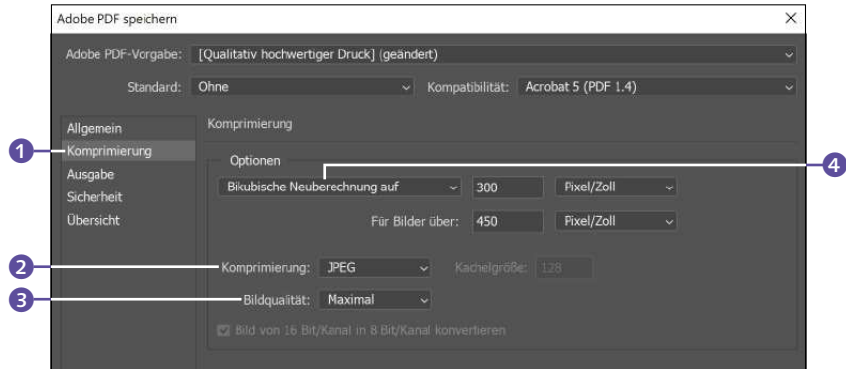 Adobe PDF speichern
Adobe PDF-Vorgabe: [Qualitativ hochwertiger Druck] (geändert)
Standard: Ohne Kompatibilität: Acrobat 5 (PDF 1.4)
Allgemein
1 Komprimierung
Ausgabe
Sicherheit
Übersicht
Komprimierung
Optionen
4
Bikubische Neuberechnung auf 300 Pixel/Zoll
Für Bilder über: 450 Pixel/Zoll
2 Komprimierung: JPEG Kachelgröße: 128
3 Bildqualität: Maximal
Bild von 16 Bit/Kanal in 8 Bit/Kanal konvertieren